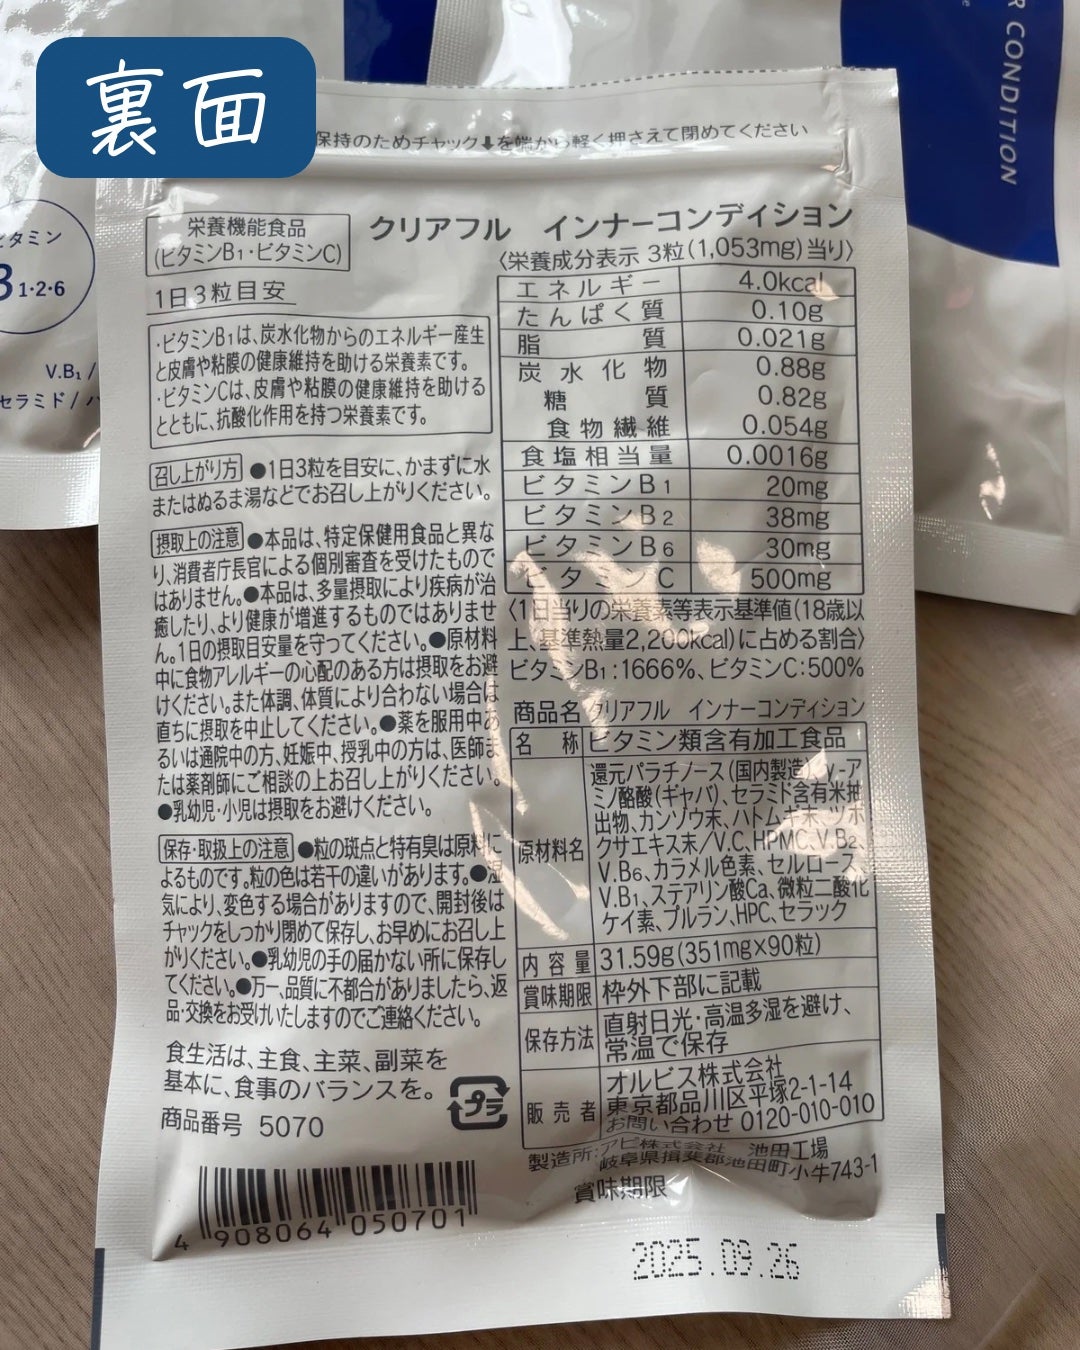 裏面
保持のためチャック⬇を端から軽く押さえて閉めてください
R CONDITION
ビタミン
B1·2·6
V.B₁ /
セラミド /
栄養機能食品
(ビタミンB₁・ビタミンC)
1日3粒目安
・ビタミンB₁は、炭水化物からのエネルギー産生
と皮膚や粘膜の健康維持を助ける栄養素です。
・ビタミンCは、皮膚や粘膜の健康維持を助ける
とともに、抗酸化作用を持つ栄養素です。
召し上がり方 ●1日3粒を目安に、かまずに水
またはぬるま湯などでお召し上がりください。
摂取上の注意 ●本品は、特定保健用食品と異な
り、消費者庁長官による個別審査を受けたもので
はありません。●本品は、多量摂取により疾病が治
癒したり、より健康が増進するものではありませ
ん。1日の摂取目安量を守ってください。●原材料
中に食物アレルギーの心配のある方は摂取をお避
けください。また体調、体質により合わない場合は
直ちに摂取を中止してください。●薬を服用中あ
るいは通院中の方、妊娠中、授乳中の方は、医師ま
たは薬剤師にご相談の上お召し上がりください。
●乳幼児・小児は摂取をお避けください。
保存・取扱上の注意 ●粒の斑点と特有臭は原料に
よるものです。粒の色は若干の違いがあります。●湿
気により、変色する場合がありますので、開封後は
チャックをしっかり閉めて保存し、お早めにお召し上
がりください。●乳幼児の手の届かない所に保存し
てください。●万一、品質に不都合がありましたら、返
品・交換をお受けいたしますのでご連絡ください。
食生活は、主食、主菜、副菜を
基本に、食事のバランスを。
プラ
商品番号 5070
4 908064 050701
クリアフル インナーコンディション
〈栄養成分表示 3粒(1,053mg)当り〉
エネルギー 4.0kcal
たんぱく質 0.10g
脂質 0.021g
炭水化物 0.88g
糖質 0.82g
食物繊維 0.054g
食塩相当量 0.0016g
ビタミンB₁ 20mg
ビタミンB₂ 38mg
ビタミンB₆ 30mg
ビタミンC 500mg
〈1日当りの栄養素等表示基準値(18歳以
上、基準熱量2,200kcal)に占める割合〉
ビタミンB₁:1666%、ビタミンC:500%
商品名 クリアフル インナーコンディション
名称 ビタミン類含有加工食品
原材料名 還元パラチノース(国内製造)、γ-ア
ミノ酪酸(ギャバ)、セラミド含有米抽
出物、カンゾウ末、ハトムギ末、ツボ
クサエキス末/V.C、HPMC、V.B₂、
V.B₆、カラメル色素、セルロース、
V.B₁、ステアリン酸Ca、微粒二酸化
ケイ素、プルラン、HPC、セラック
内容量 31.59g(351mg×90粒)
賞味期限 枠外下部に記載
保存方法 直射日光・高温多湿を避け、
常温で保存
販売者 オルビス株式会社
東京都品川区平塚2-1-14
お問い合わせ 0120-010-010
製造所:アピ株式会社 池田工場
岐阜県揖斐郡池田町小牛743-1
賞味期限
2025.09.26